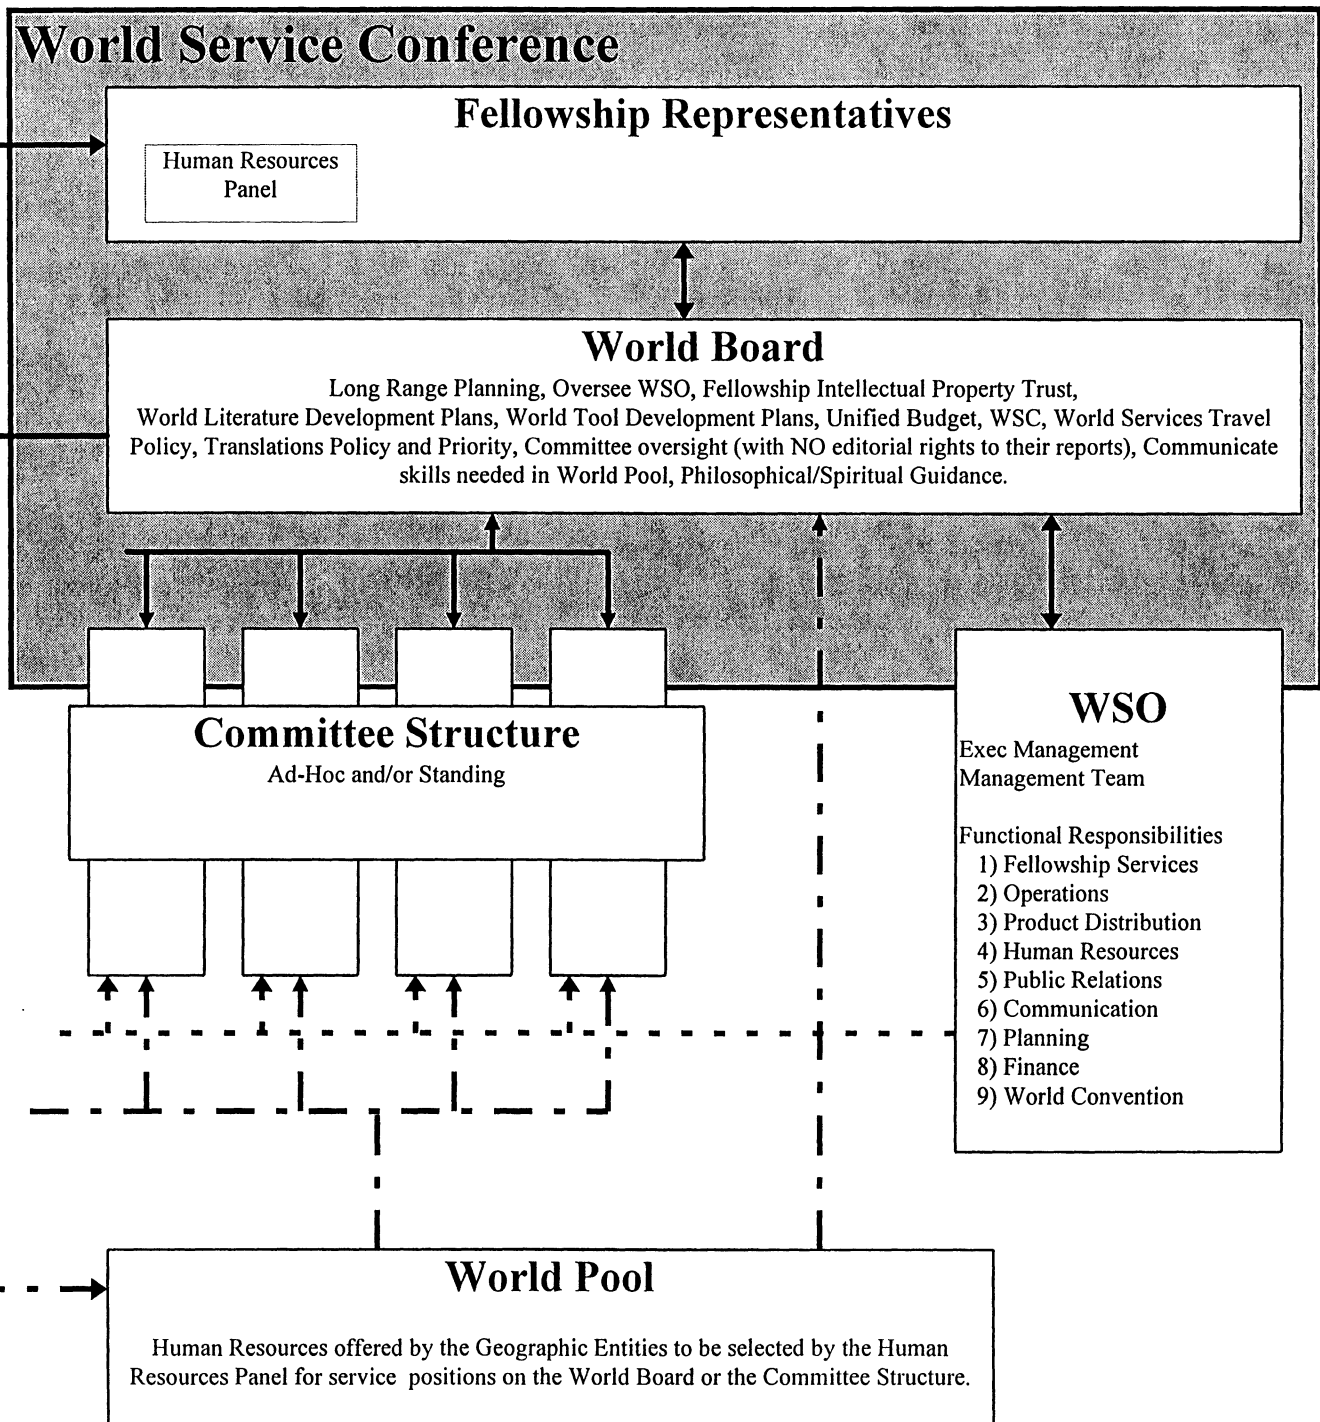 World Service Conference
Fellowship Representatives
Human Resources
Panel
World Board
Long Range Planning, Oversee WSO, Fellowship Intellectual Property Trust,
World Literature Development Plans, World Tool Development Plans, Unified Budget, WSC, World Services Travel
Policy, Translations Policy and Priority, Committee oversight (with NO editorial rights to their reports), Communicate
skills needed in World Pool, Philosophical/Spiritual Guidance.
Committee Structure
Ad-Hoc and/or Standing
WSO
Exec Management
Management Team
Functional Responsibilities
1) Fellowship Services
2) Operations
3) Product Distribution
4) Human Resources
5) Public Relations
6) Communication
7) Planning
8) Finance
9) World Convention
World Pool
Human Resources offered by the Geographic Entities to be selected by the Human
Resources Panel for service positions on the World Board or the Committee Structure.